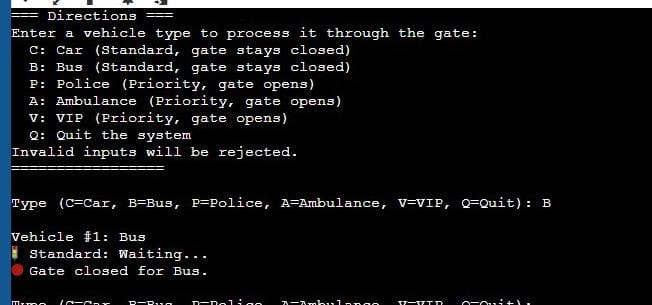 === Directions ===
Enter a vehicle type to process it through the gate:
C: Car (Standard, gate stays closed)
B: Bus (Standard, gate stays closed)
P: Police (Priority, gate opens)
A: Ambulance (Priority, gate opens)
V: VIP (Priority, gate opens)
Q: Quit the system
Invalid inputs will be rejected.
==================
Type (C=Car, B=Bus, P=Police, A=Ambulance, V=VIP, Q=Quit): B
Vehicle #1: Bus
🚦 Standard: Waiting...
🔴 Gate closed for Bus.
Type (C=Car, B=Bus, P=Police, A=Ambulance, V=VIP, Q=Quit):